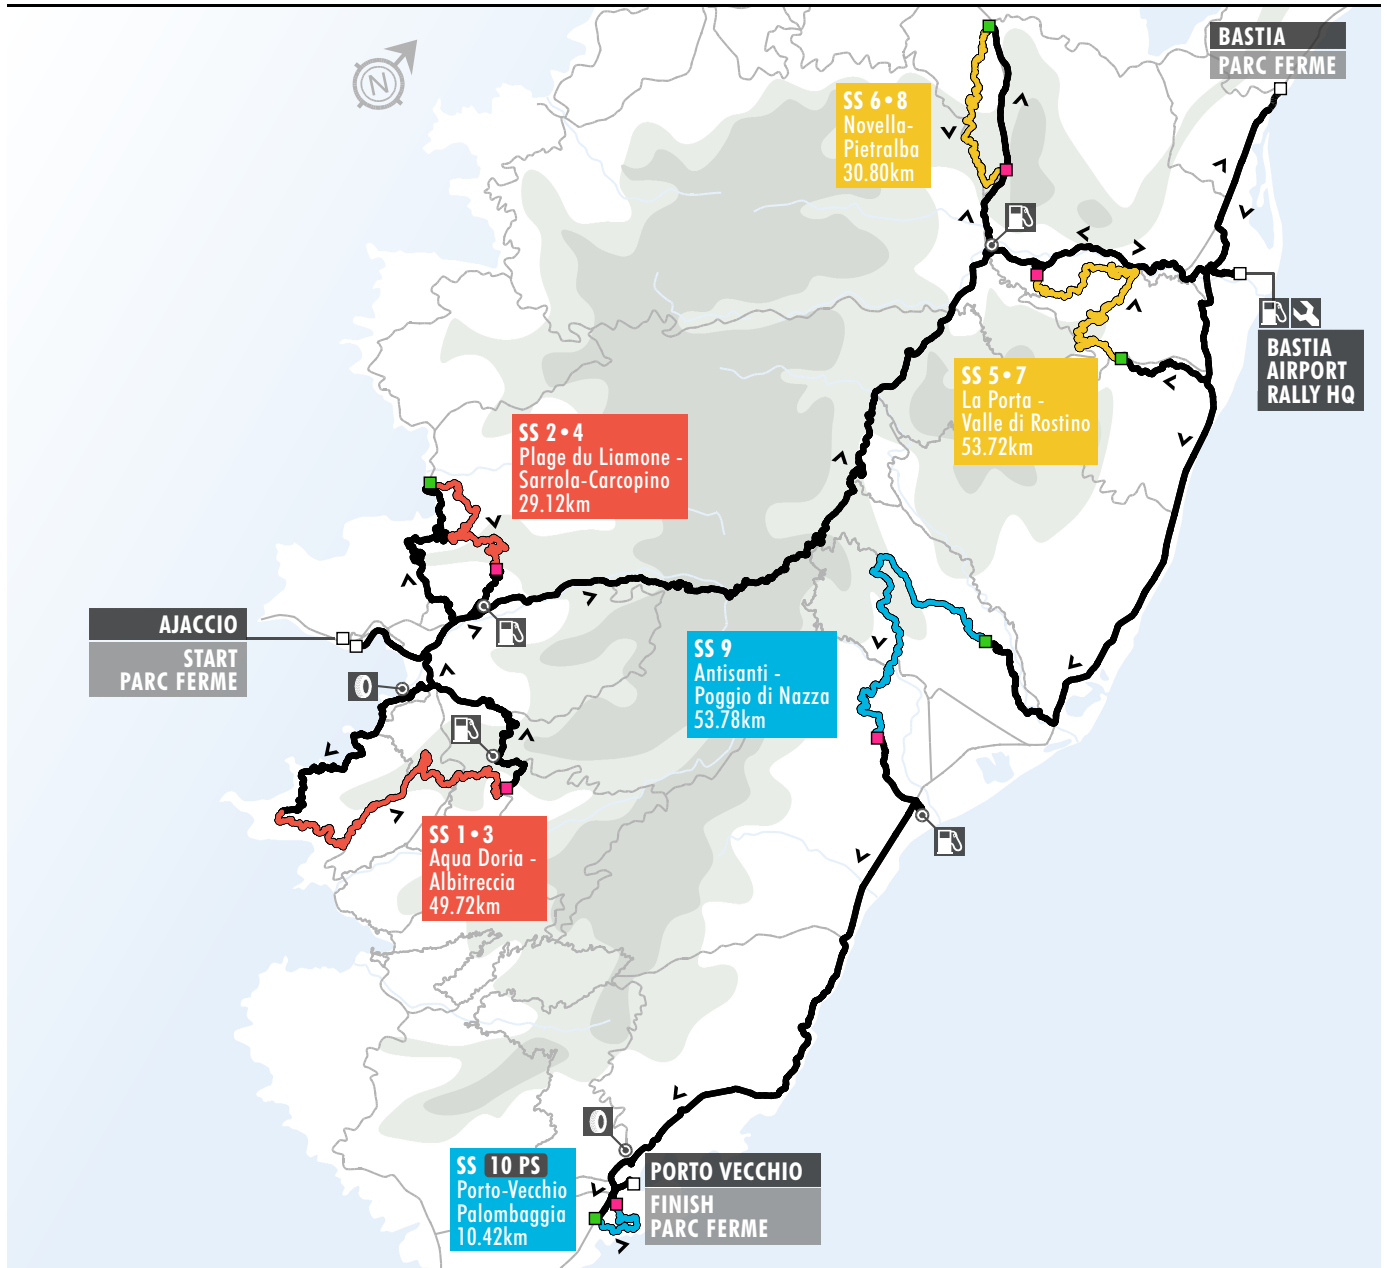 BASTIA
PARC FERME
N
SS 6•8
Novella-
Pietralba
30.80km
BASTIA
AIRPORT
RALLY HQ
SS 5•7
La Porta -
Valle di Rostino
53.72km
SS 2•4
Plage du Liamone -
Sarrola-Carcopino
29.12km
AJACCIO
START
PARC FERME
SS 9
Antisanti -
Poggio di Nazza
53.78km
SS 1•3
Aqua Doria -
Albitreccia
49.72km
SS 10 PS
Porto-Vecchio
Palombaggia
10.42km
PORTO VECCHIO
FINISH
PARC FERME